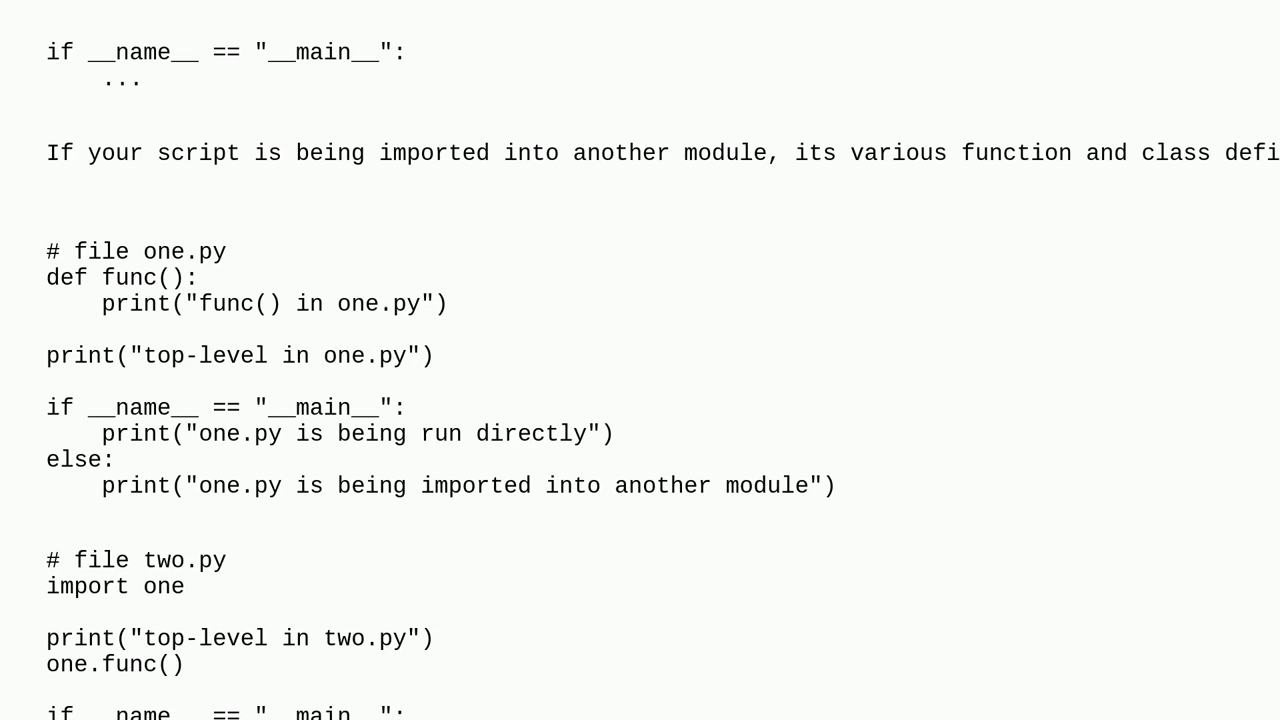 if __name__ == "__main__":
    ...
If your script is being imported into another module, its various function and class defi
# file one.py
def func():
    print("func() in one.py")
print("top-level in one.py")
if __name__ == "__main__":
    print("one.py is being run directly")
else:
    print("one.py is being imported into another module")
# file two.py
import one
print("top-level in two.py")
one.func()
if __name__ == "__main__":